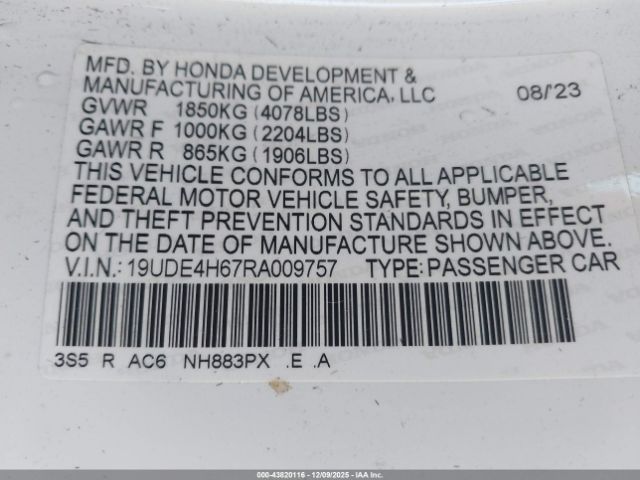 MFD. BY HONDA DEVELOPMENT &
MANUFACTURING OF AMERICA, LLC 08/'23
GVWR 1850KG (4078LBS)
GAWR F 1000KG (2204LBS)
GAWR R 865KG (1906LBS)
THIS VEHICLE CONFORMS TO ALL APPLICABLE
FEDERAL MOTOR VEHICLE SAFETY, BUMPER,
AND THEFT PREVENTION STANDARDS IN EFFECT
ON THE DATE OF MANUFACTURE SHOWN ABOVE.
V.I.N.: 19UDE4H67RA009757 TYPE: PASSENGER CAR
3S5 R AC6 NH883PX .E .A
000-43820116 - 12/09/2025 - IAA Inc.